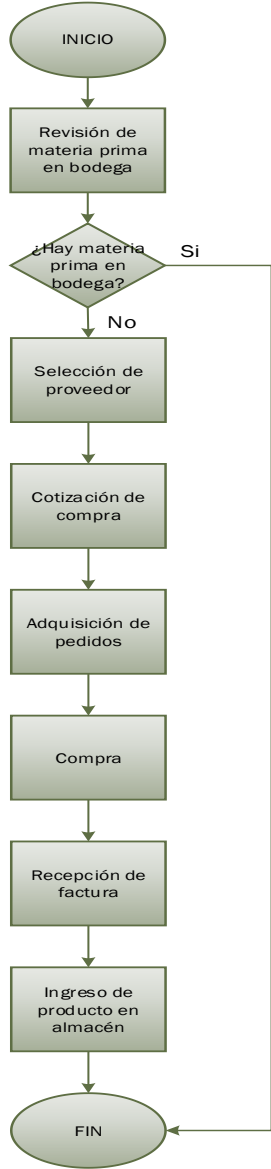 INICIO
Revisión de
materia prima
en bodega
¿Hay materia
prima en
bodega?
Si
No
Selección de
proveedor
Cotización de
compra
Adquisición de
pedidos
Compra
Recepción de
factura
Ingreso de
producto en
almacén
FIN